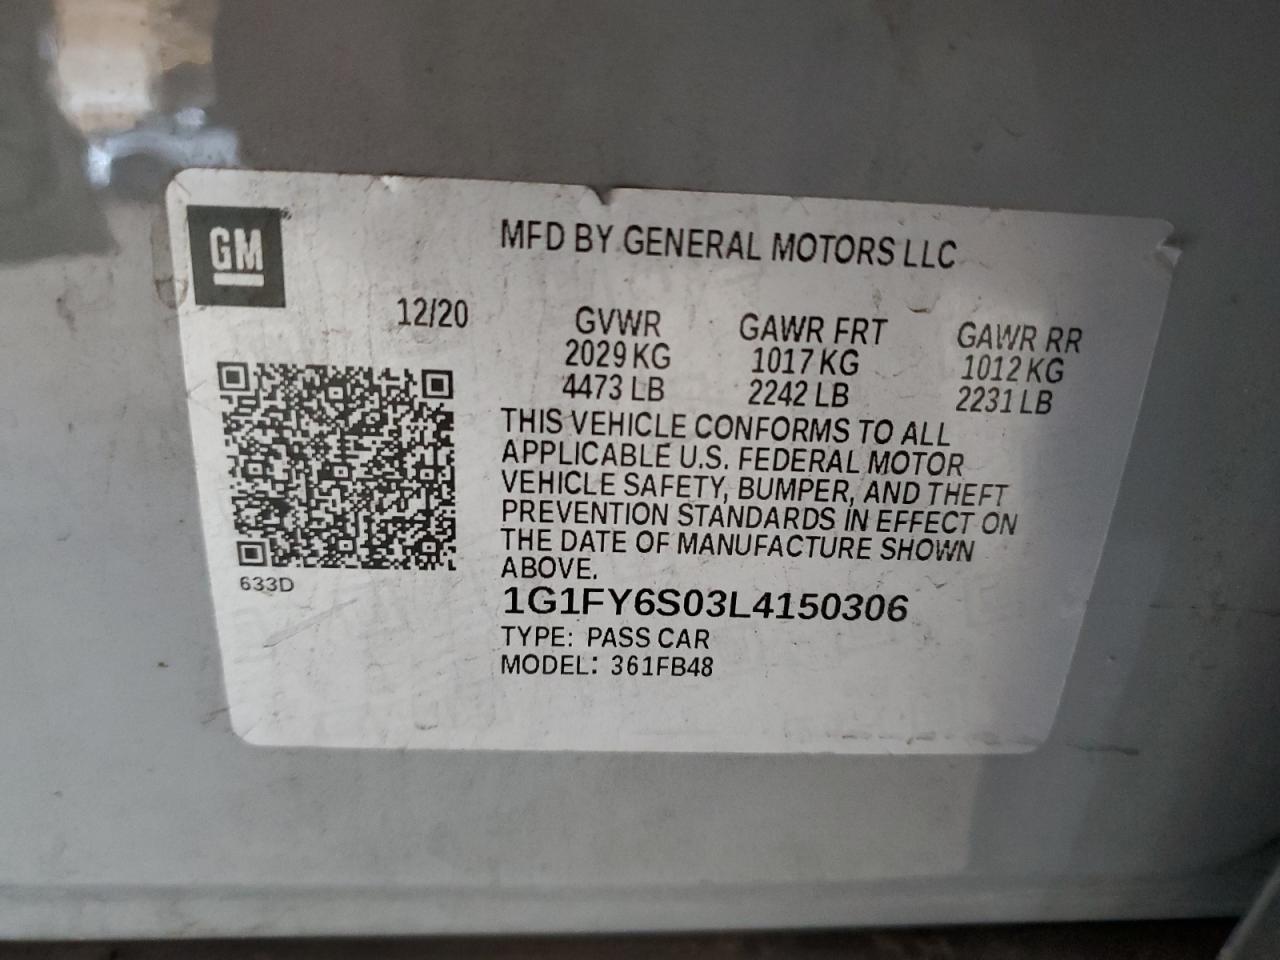 GM
MFD BY GENERAL MOTORS LLC
12/20
GVWR GAWR FRT GAWR RR
2029 KG 1017 KG 1012 KG
4473 LB 2242 LB 2231 LB
THIS VEHICLE CONFORMS TO ALL
APPLICABLE U.S. FEDERAL MOTOR
VEHICLE SAFETY, BUMPER, AND THEFT
PREVENTION STANDARDS IN EFFECT ON
THE DATE OF MANUFACTURE SHOWN
ABOVE.
633D
1G1FY6S03L4150306
TYPE: PASS CAR
MODEL: 361FB48